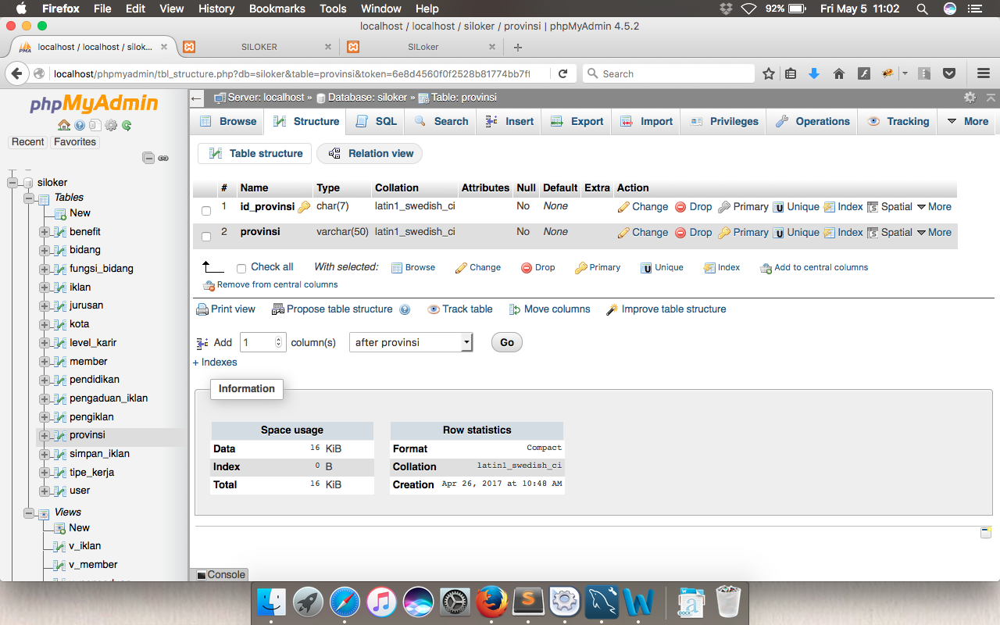 Firefox File Edit View History Bookmarks Tools Window Help 92% Fri May 5 11:02
localhost / localhost / siloker / provinsi | phpMyAdmin 4.5.2
localhost / localhost / silok... SILOKER SILoker
localhost/phpmyadmin/tbl_structure.php?db=siloker&table=provinsi&token=6e8d4560f0f2528b81774bb7ff Search
phpMyAdmin
Recent Favorites
siloker
Tables
New
benefit
bidang
fungsi_bidang
iklan
jurusan
kota
level_karir
member
pendidikan
pengaduan_iklan
pengiklan
provinsi
simpan_iklan
tipe_kerja
user
Views
New
v_iklan
v_member
Server: localhost » Database: siloker » Table: provinsi
Browse Structure SQL Search Insert Export Import Privileges Operations Tracking More
Table structure Relation view
# Name Type Collation Attributes Null Default Extra Action
1 id_provinsi char(7) latin1_swedish_ci No None Change Drop Primary Unique Index Spatial More
2 provinsi varchar(50) latin1_swedish_ci No None Change Drop Primary Unique Index Spatial More
Check all With selected: Browse Change Drop Primary Unique Index Add to central columns
Remove from central columns
Print view Propose table structure Track table Move columns Improve table structure
Add 1 column(s) after provinsi Go
+ Indexes
Information
Space usage
Data 16 KiB
Index 0 B
Total 16 KiB
Row statistics
Format Compact
Collation latin1_swedish_ci
Creation Apr 26, 2017 at 10:48 AM
Console